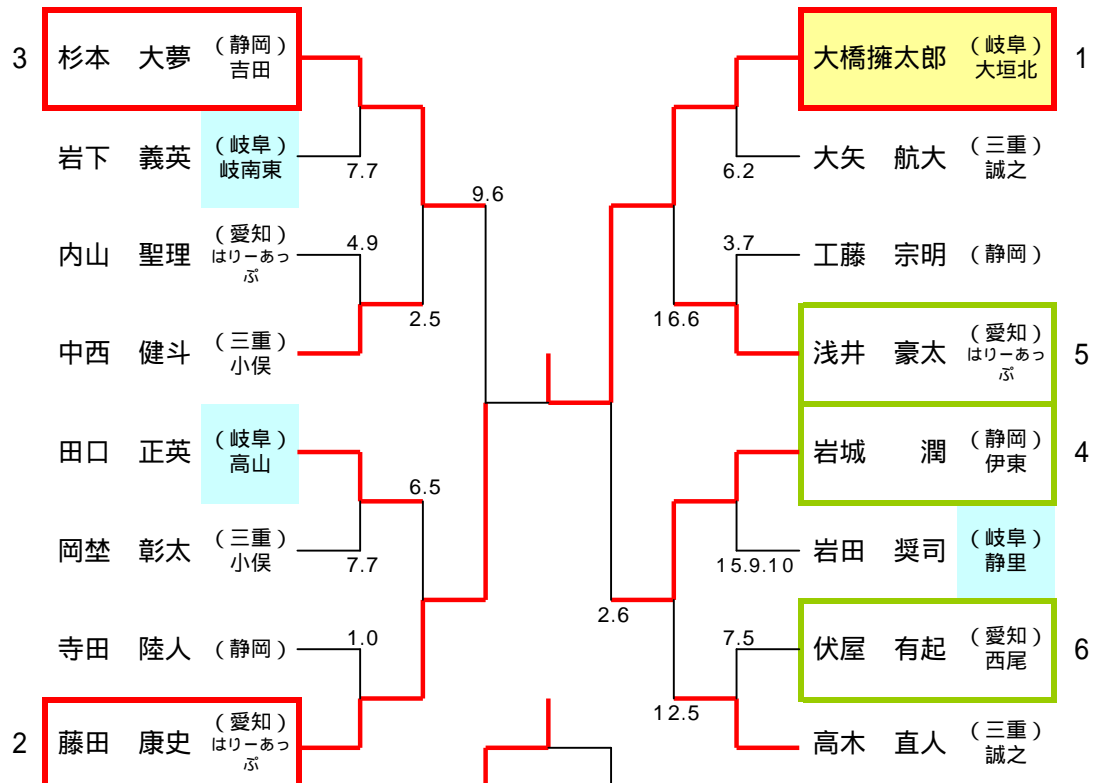 3 杉本 大夢 (静岡) 吉田
岩下 義英 (岐阜) 岐南東
7.7
9.6
内山 聖理 (愛知) はりーあっぷ
4.9
2.5
中西 健斗 (三重) 小俣
田口 正英 (岐阜) 高山
6.5
岡埜 彰太 (三重) 小俣
7.7
寺田 陸人 (静岡)
1.0
2 藤田 康史 (愛知) はりーあっぷ
大橋擁太郎 (岐阜) 大垣北 1
6.2
大矢 航大 (三重) 誠之
3.7
工藤 宗明 (静岡)
16.6
浅井 豪太 (愛知) はりーあっぷ 5
岩城 潤 (静岡) 伊東 4
15.9.10
岩田 奨司 (岐阜) 静里
2.6
7.5
伏屋 有起 (愛知) 西尾 6
12.5
高木 直人 (三重) 誠之